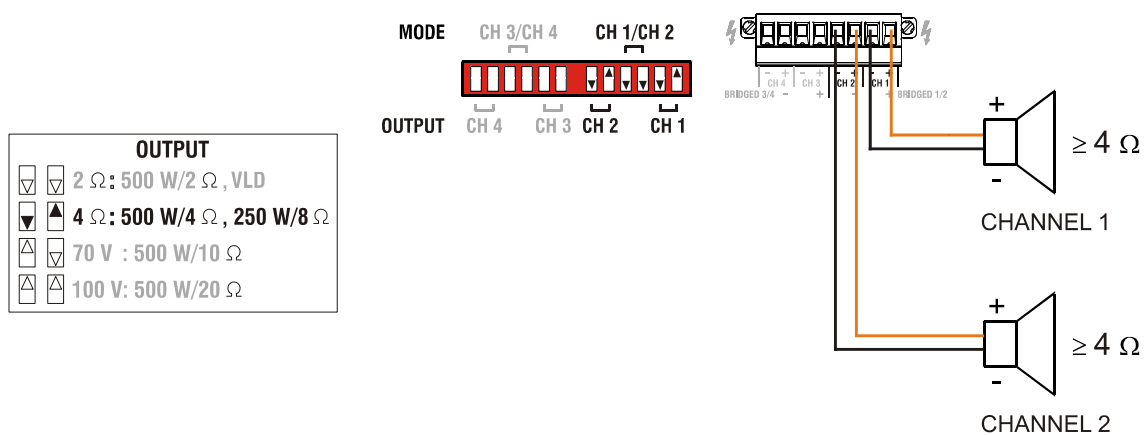 MODE CH 3/CH 4 CH 1/CH 2
OUTPUT CH 4 CH 3 CH 2 CH 1
- + - + - + - +
CH 4 CH 3 CH 2 CH 1
BRIDGED 3/4 - + - + BRIDGED 1/2
OUTPUT
2 Ω: 500 W/2 Ω , VLD
4 Ω: 500 W/4 Ω , 250 W/8 Ω
70 V : 500 W/10 Ω
100 V: 500 W/20 Ω
+
≥ 4 Ω
-
CHANNEL 1
+
≥ 4 Ω
-
CHANNEL 2